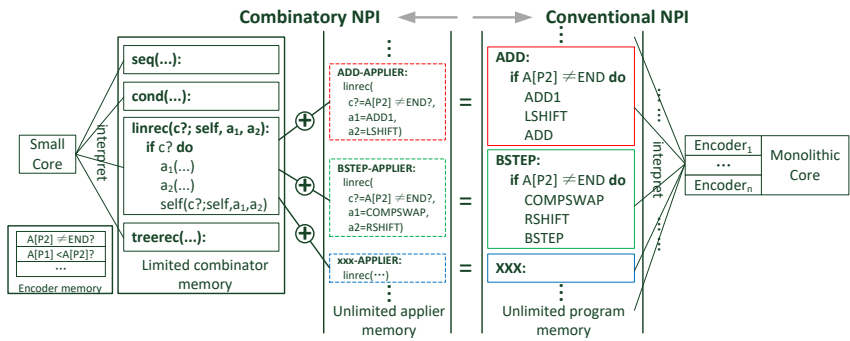 Combinatory NPI
Conventional NPI
Small
Core
interpret
A[P2] ≠END?
A[P1] <A[P2]?
...
Encoder memory
seq(...):
cond(...):
linrec(c?; self, a1, a2):
if c? do
a1(...)
a2(...)
self(c?;self,a1,a2)
treerec(...):
Limited combinator
memory
...
ADD-APPLIER:
linrec(
c?=A[P2] ≠END?,
a1=ADD1,
a2=LSHIFT)
BSTEP-APPLIER:
linrec(
c?=A[P2] ≠END?,
a1=COMPSWAP,
a2=RSHIFT)
xxx-APPLIER:
linrec(···)
...
Unlimited applier
memory
=
=
=
...
ADD:
if A[P2] ≠END do
ADD1
LSHIFT
ADD
BSTEP:
if A[P2] ≠END do
COMPSWAP
RSHIFT
BSTEP
XXX:
...
Unlimited program
memory
interpret
Encoder1
...
Encodern
Monolithic
Core